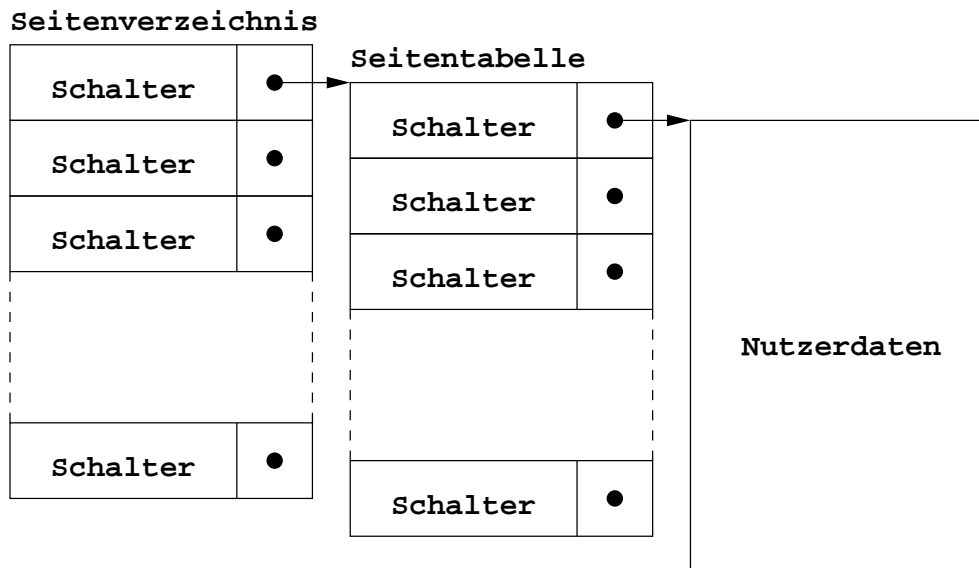 Seitenverzeichnis
Schalter
Schalter
Schalter
Schalter
Seitentabelle
Schalter
Schalter
Schalter
Schalter
Nutzerdaten